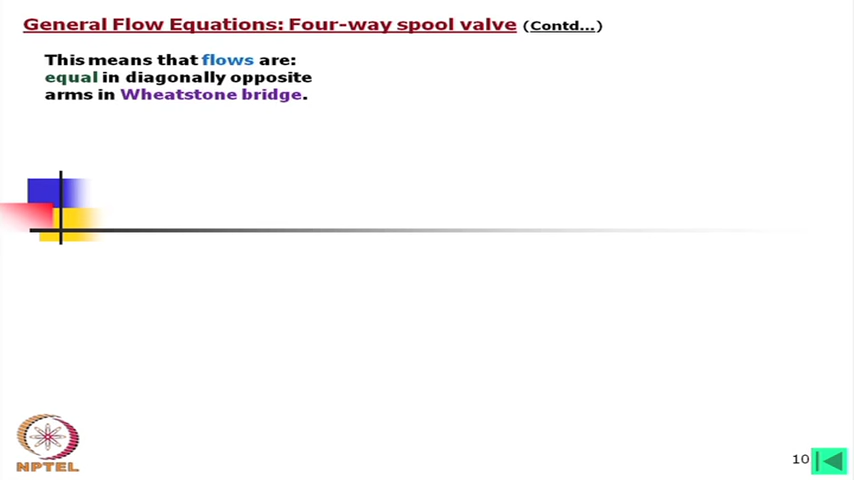 General Flow Equations: Four-way spool valve (Contd...)
This means that flows are:
equal in diagonally opposite
arms in Wheatstone bridge.
NPTEL
10